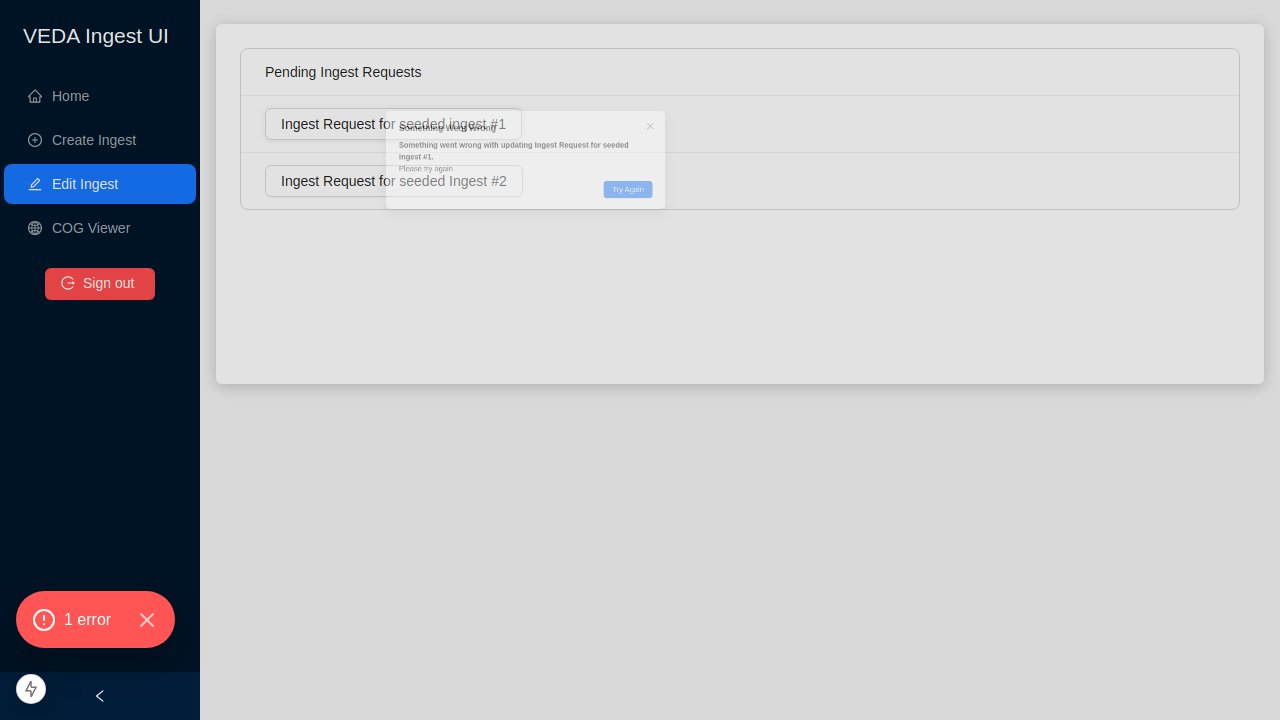 VEDA Ingest UI
Home
Create Ingest
Edit Ingest
COG Viewer
Sign out
1 error
Pending Ingest Requests
Ingest Request for seeded ingest #1
Ingest Request for seeded Ingest #2
Something Went Wrong
Something went wrong with updating Ingest Request for seeded
ingest #1.
Please try again.
Try Again